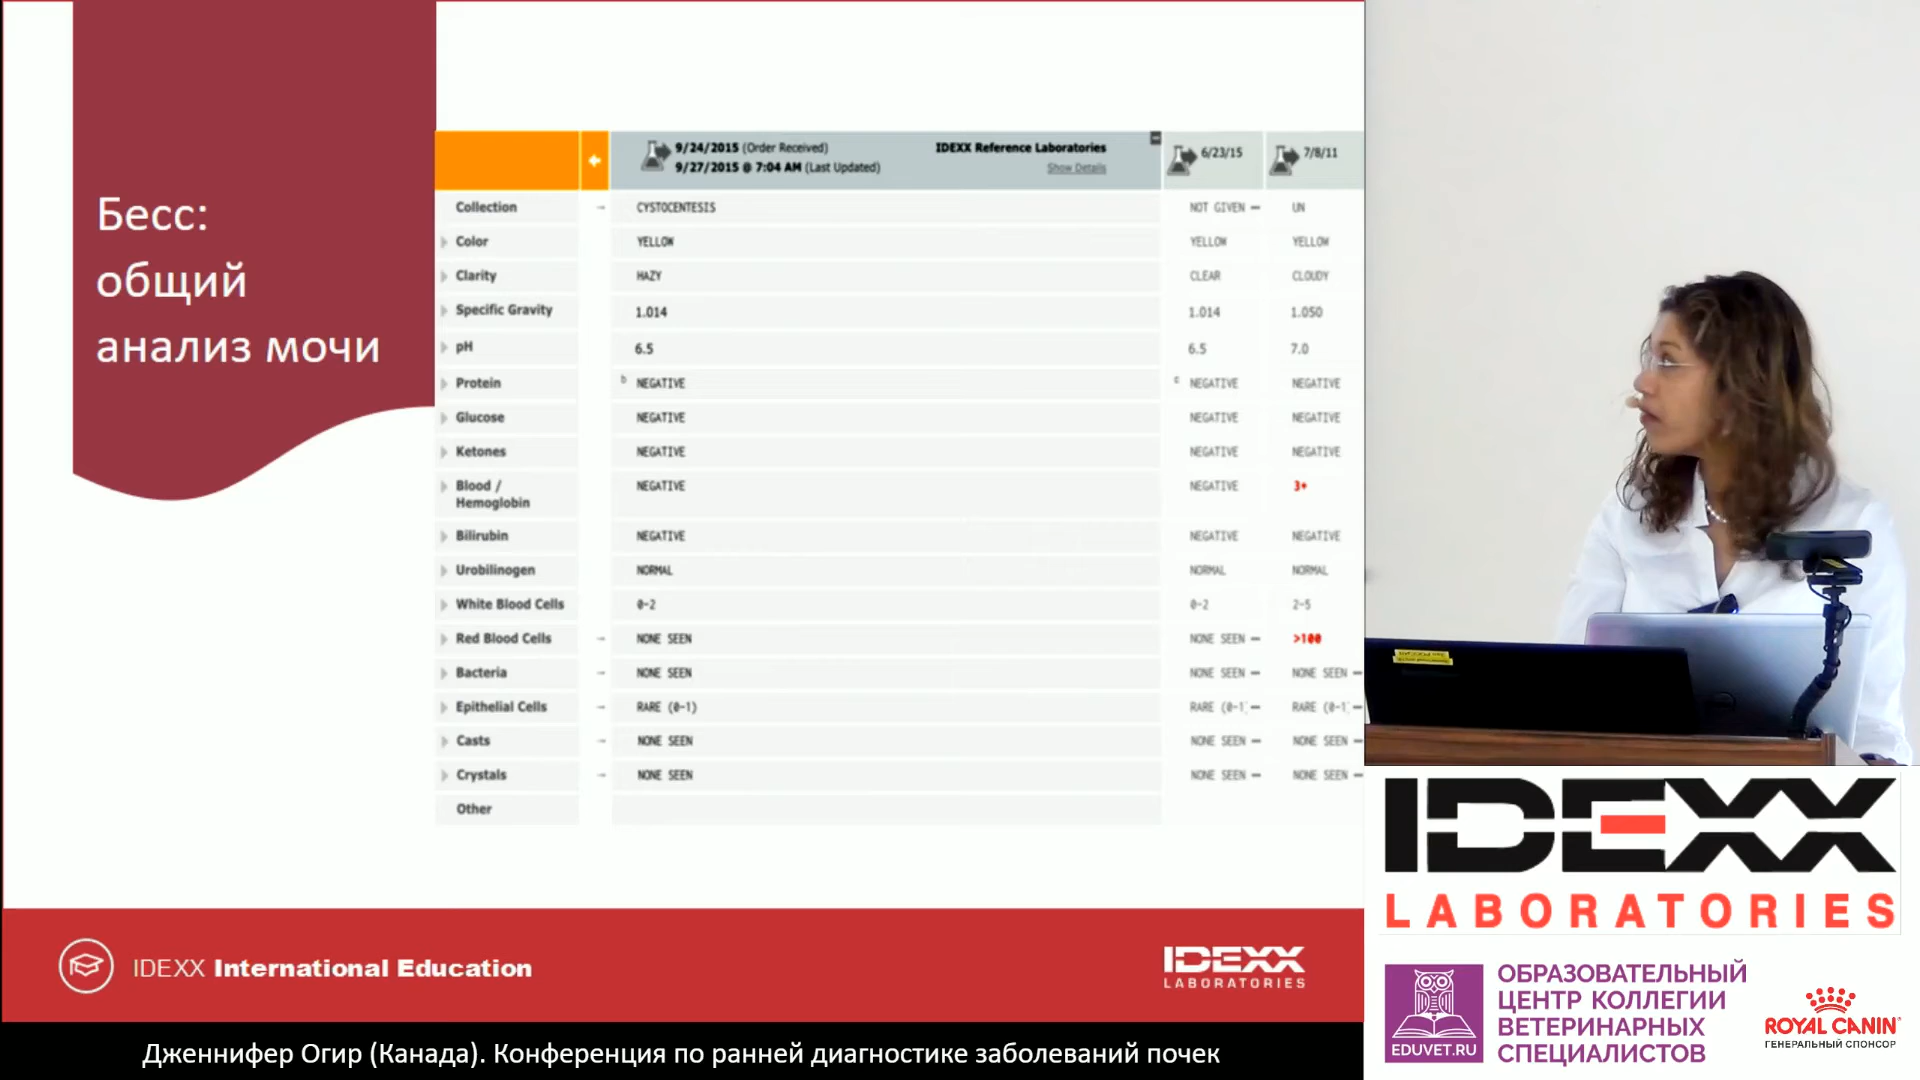 Бесс:
общий
анализ мочи
9/24/2015 (Order Received)
9/27/2015 @ 7:04 AM (Last Updated)
IDEXX Reference Laboratories
Show Details
6/23/15
7/8/11
Collection CYSTOCENTESIS NOT GIVEN UN
Color YELLOW YELLOW YELLOW
Clarity HAZY CLEAR CLOUDY
Specific Gravity 1.014 1.014 1.050
pH 6.5 6.5 7.0
Protein b NEGATIVE c NEGATIVE NEGATIVE
Glucose NEGATIVE NEGATIVE NEGATIVE
Ketones NEGATIVE NEGATIVE NEGATIVE
Blood / NEGATIVE NEGATIVE 3+
Hemoglobin
Bilirubin NEGATIVE NEGATIVE NEGATIVE
Urobilinogen NORMAL NORMAL NORMAL
White Blood Cells 0-2 0-2 2-5
Red Blood Cells NONE SEEN NONE SEEN >100
Bacteria NONE SEEN NONE SEEN NONE SEEN
Epithelial Cells RARE (0-1) RARE (0-1 RARE (0-1
Casts NONE SEEN NONE SEEN NONE SEEN
Crystals NONE SEEN NONE SEEN NONE SEEN
Other
IDEXX International Education
IDEXX
LABORATORIES
Дженнифер Огир (Канада). Конференция по ранней диагностике заболеваний почек
IDEXX
LABORATORIES
EDUVET.RU
ОБРАЗОВАТЕЛЬНЫЙ
ЦЕНТР КОЛЛЕГИИ
ВЕТЕРИНАРНЫХ
СПЕЦИАЛИСТОВ
ROYAL CANIN
ГЕНЕРАЛЬНЫЙ СПОНСОР